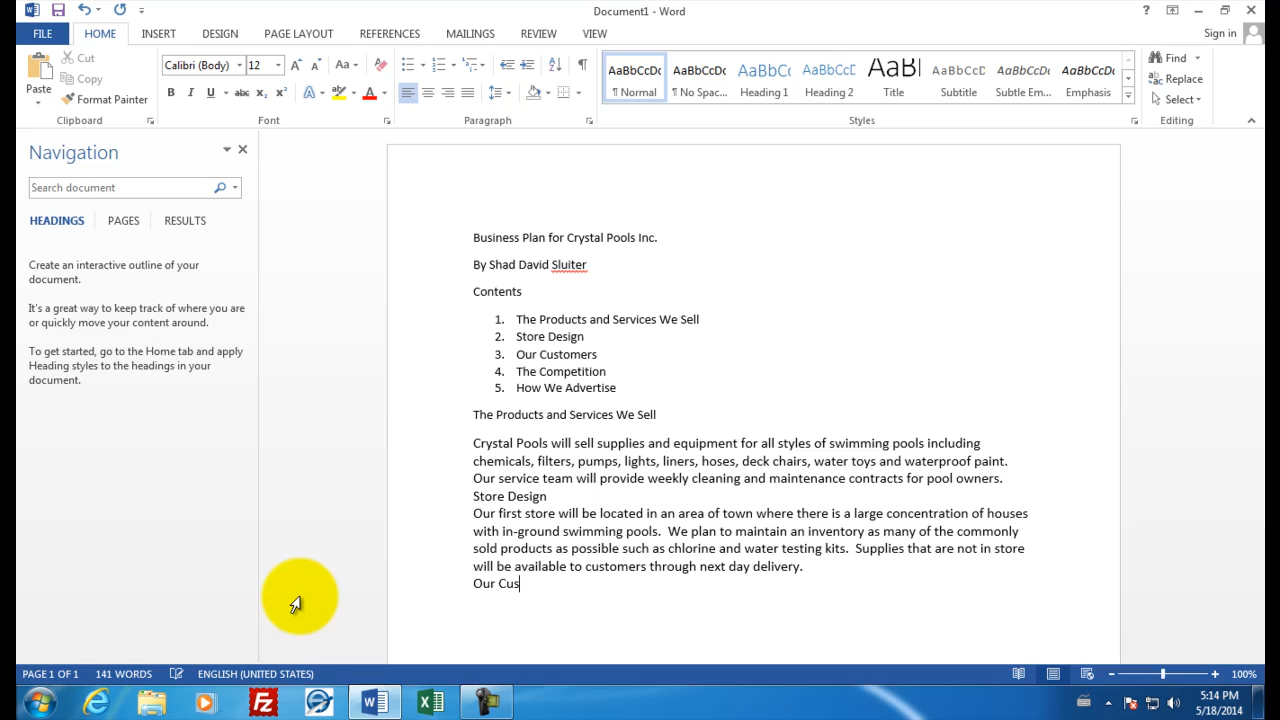 Document1 - Word
?
FILE HOME INSERT DESIGN PAGE LAYOUT REFERENCES MAILINGS REVIEW VIEW Sign in
Paste Cut Calibri (Body) 12 Aa AaBbCcDc AaBbCcDc AaBbCc AaBbCcD AaBl AaBbCcD AaBbCcDc AaBbCcDc Find
Copy B I U abc x₂ x² A ab A ¶ Normal ¶ No Spac... Heading 1 Heading 2 Title Subtitle Subtle Em... Emphasis Replace
Format Painter Select
Clipboard Font Paragraph Styles Editing
Navigation
Search document
HEADINGS PAGES RESULTS
Create an interactive outline of your
document.
It's a great way to keep track of where you are
or quickly move your content around.
To get started, go to the Home tab and apply
Heading styles to the headings in your
document.
Business Plan for Crystal Pools Inc.
By Shad David Sluiter
Contents
1. The Products and Services We Sell
2. Store Design
3. Our Customers
4. The Competition
5. How We Advertise
The Products and Services We Sell
Crystal Pools will sell supplies and equipment for all styles of swimming pools including
chemicals, filters, pumps, lights, liners, hoses, deck chairs, water toys and waterproof paint.
Our service team will provide weekly cleaning and maintenance contracts for pool owners.
Store Design
Our first store will be located in an area of town where there is a large concentration of houses
with in-ground swimming pools.  We plan to maintain an inventory as many of the commonly
sold products as possible such as chlorine and water testing kits.  Supplies that are not in store
will be available to customers through next day delivery.
Our Cus
PAGE 1 OF 1 141 WORDS ENGLISH (UNITED STATES) 100%
5:14 PM
5/18/2014